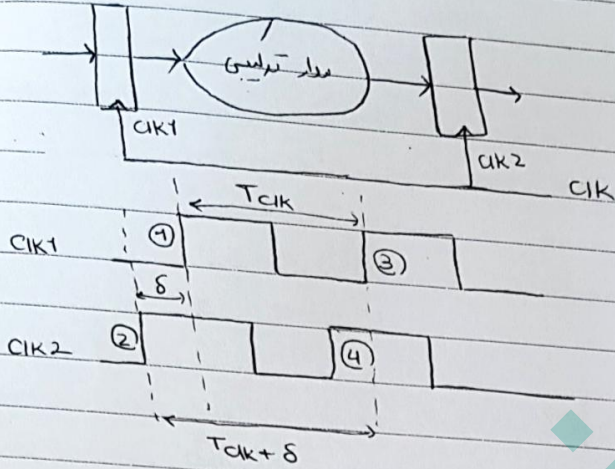 مدار ترکیبی
CLK1
CLK2
CLK
TCLK
CLK1 ① ③
δ
CLK2 ② ④
TCLK + δ